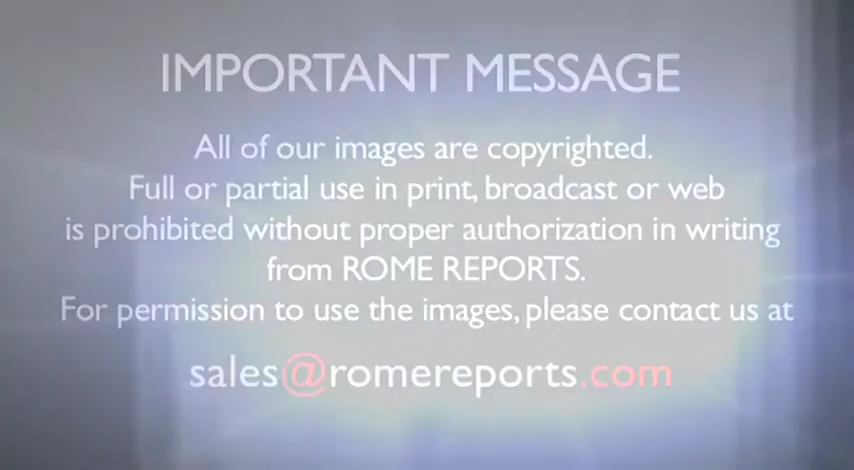 IMPORTANT MESSAGE
All of our images are copyrighted.
Full or partial use in print, broadcast or web
is prohibited without proper authorization in writing
from ROME REPORTS.
For permission to use the images, please contact us at
sales@romereports.com